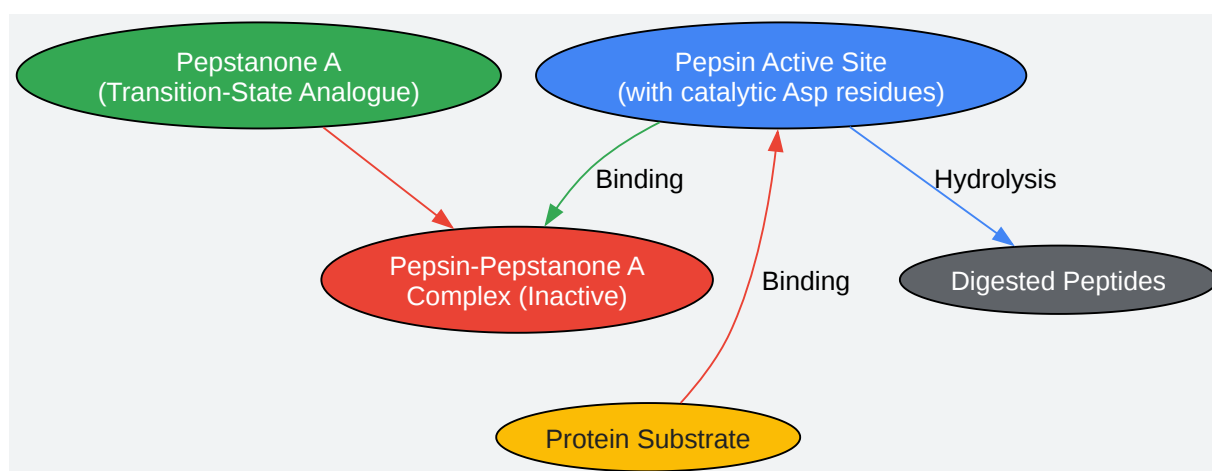 Pepstanone A
(Transition-State Analogue)
Pepsin Active Site
(with catalytic Asp residues)
Binding
Hydrolysis
Pepsin-Pepstanone A
Complex (Inactive)
Binding
Digested Peptides
Protein Substrate